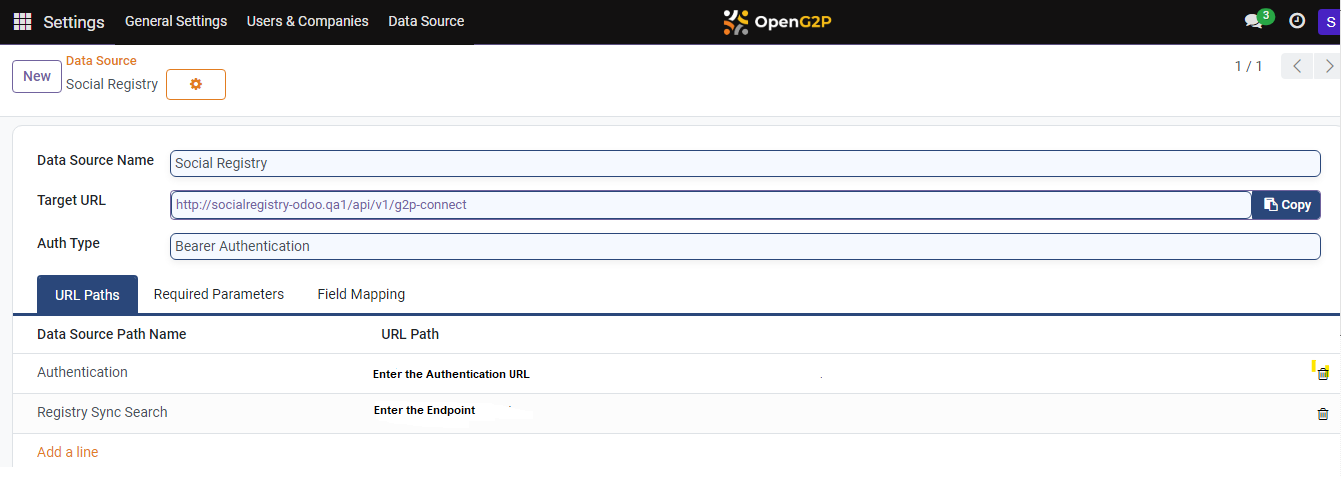 Settings General Settings Users & Companies Data Source OpenG2P 3 S
New Data Source 1 / 1
Social Registry
Data Source Name Social Registry
Target URL http://socialregistry-odoo.qa1/api/v1/g2p-connect Copy
Auth Type Bearer Authentication
URL Paths Required Parameters Field Mapping
Data Source Path Name URL Path
Authentication Enter the Authentication URL
Registry Sync Search Enter the Endpoint
Add a line